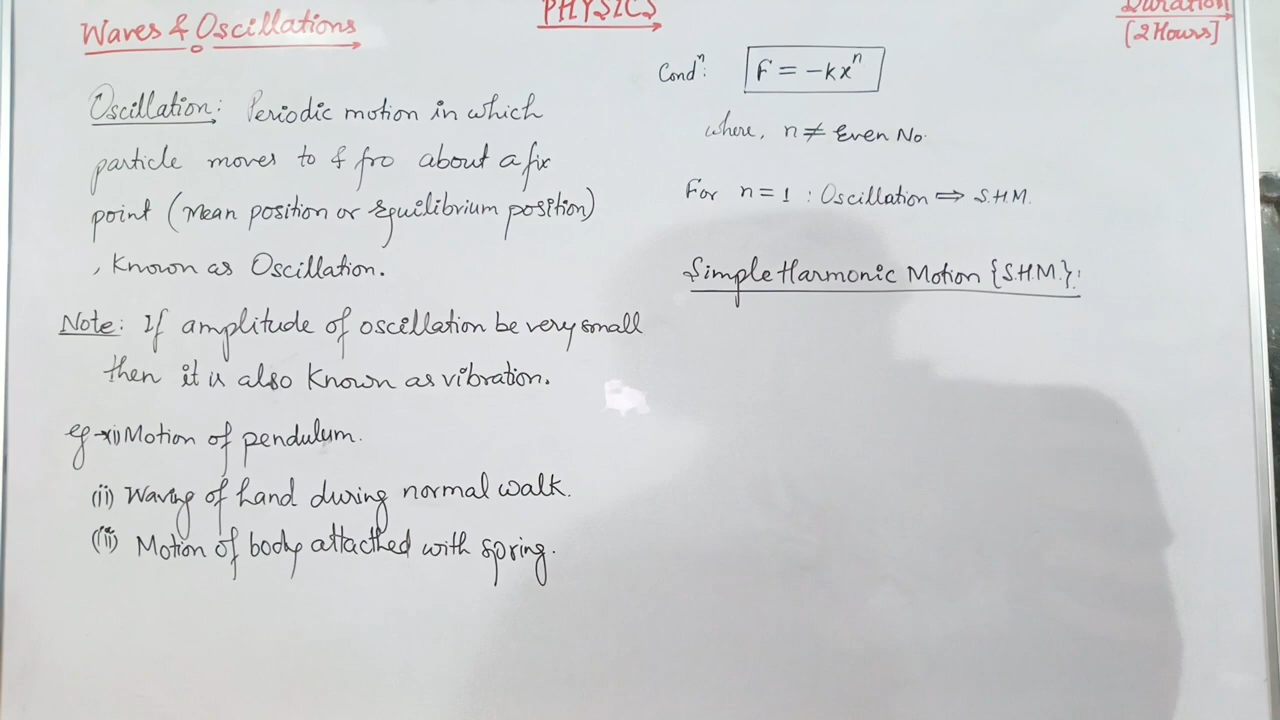 PHYSICS
Duration
[2 Hours]
Waves & Oscillations
Oscillation: Periodic motion in which
particle moves to & fro about a fix
point (Mean position or Equilibrium position)
, Known as Oscillation.
Note: If amplitude of oscillation be very small
then it is also known as vibration.
eg → (i) Motion of pendulum.
(ii) Waving of hand during normal walk.
(iii) Motion of body attacthed with spring.
Condⁿ: F = -kxⁿ
where, n ≠ Even No.
For n = 1 : Oscillation ⇒ S.H.M.
Simple Harmonic Motion {S.H.M.}: